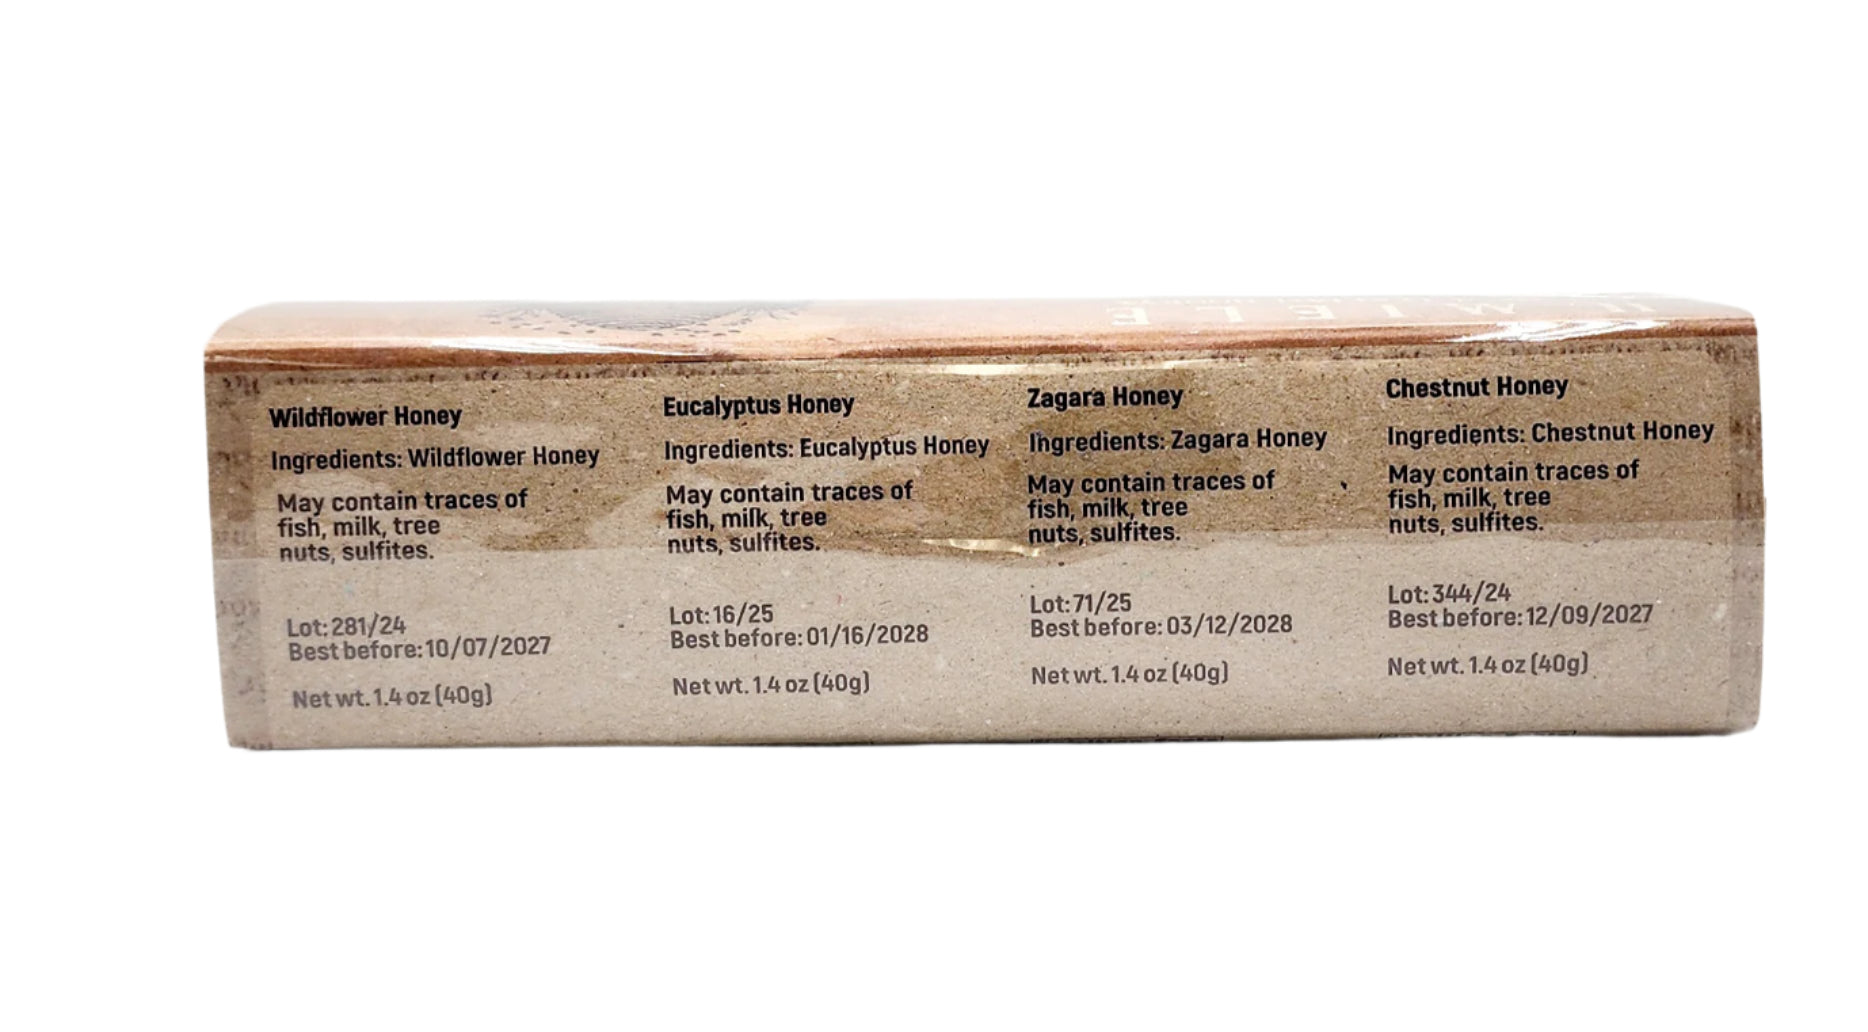 MIELE
Wildflower Honey
Ingredients: Wildflower Honey
May contain traces of
fish, milk, tree
nuts, sulfites.
Lot: 281/24
Best before: 10/07/2027
Net wt. 1.4 oz (40g)
Eucalyptus Honey
Ingredients: Eucalyptus Honey
May contain traces of
fish, milk, tree
nuts, sulfites.
Lot: 16/25
Best before: 01/16/2028
Net wt. 1.4 oz (40g)
Zagara Honey
Ingredients: Zagara Honey
May contain traces of
fish, milk, tree
nuts, sulfites.
Lot: 71/25
Best before: 03/12/2028
Net wt. 1.4 oz (40g)
Chestnut Honey
Ingredients: Chestnut Honey
May contain traces of
fish, milk, tree
nuts, sulfites.
Lot: 344/24
Best before: 12/09/2027
Net wt. 1.4 oz (40g)